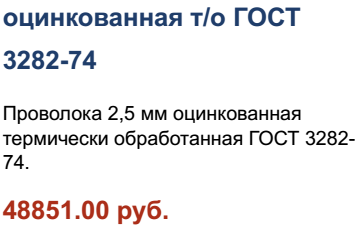 оцинкованная т/о ГОСТ
3282-74
Проволока 2,5 мм оцинкованная
термически обработанная ГОСТ 3282-
74.
48851.00 руб.